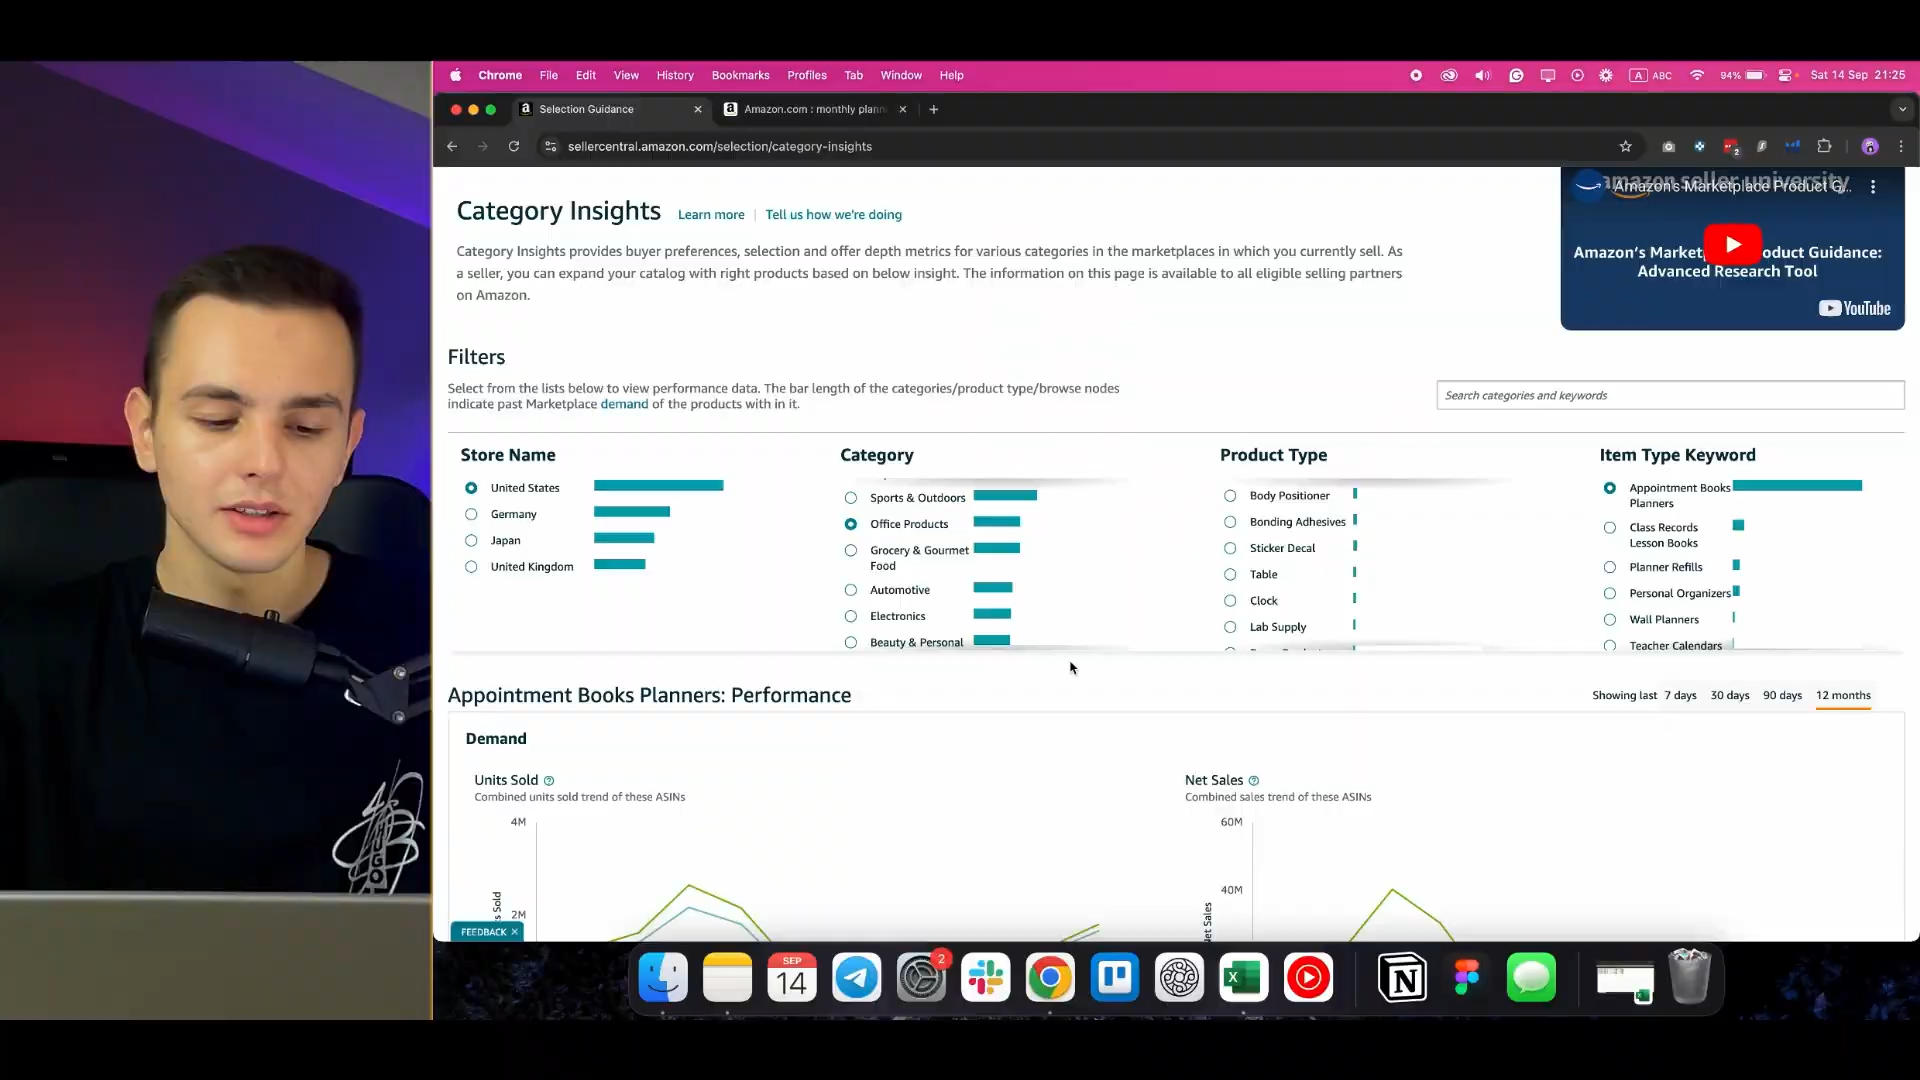 Chrome File Edit View History Bookmarks Profiles Tab Window Help
A ABC 94% Sat 14 Sep 21:25
Selection Guidance
Amazon.com : monthly plann
sellercentral.amazon.com/selection/category-insights
2
Category Insights Learn more | Tell us how we're doing
Category Insights provides buyer preferences, selection and offer depth metrics for various categories in the marketplaces in which you currently sell. As
a seller, you can expand your catalog with right products based on below insight. The information on this page is available to all eligible selling partners
on Amazon.
amazon seller university
Amazon's Marketplace Product G...
Amazon's Market oduct Guidance:
Advanced Research Tool
YouTube
Filters
Select from the lists below to view performance data. The bar length of the categories/product type/browse nodes
indicate past Marketplace demand of the products with in it.
Search categories and keywords
Store Name
United States
Germany
Japan
United Kingdom
Category
Sports & Outdoors
Office Products
Grocery & Gourmet
Food
Automotive
Electronics
Beauty & Personal
Product Type
Body Positioner
Bonding Adhesives
Sticker Decal
Table
Clock
Lab Supply
Item Type Keyword
Appointment Books
Planners
Class Records
Lesson Books
Planner Refills
Personal Organizers
Wall Planners
Teacher Calendars
Appointment Books Planners: Performance
Showing last 7 days 30 days 90 days 12 months
Demand
Units Sold
Combined units sold trend of these ASINs
4M
2M
s Sold
Net Sales
Combined sales trend of these ASINs
60M
40M
Net Sales
FEEDBACK
SEP
14
2